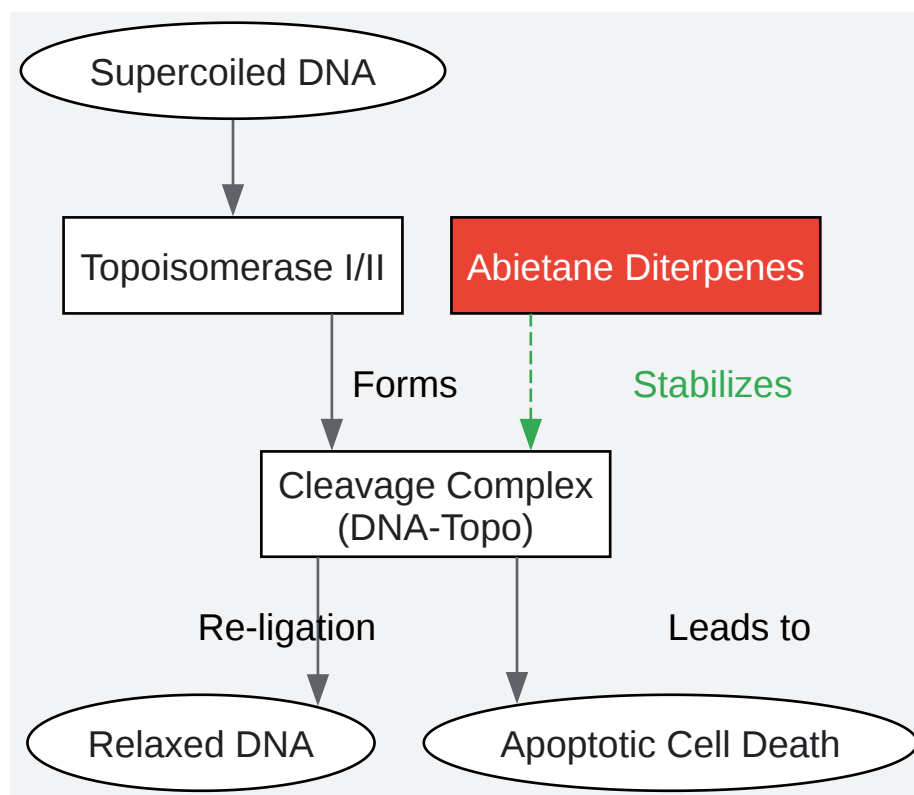 Supercoiled DNA
Topoisomerase I/II
Abietane Diterpenes
Forms
Stabilizes
Cleavage Complex
(DNA-Topo)
Re-ligation
Leads to
Relaxed DNA
Apoptotic Cell Death